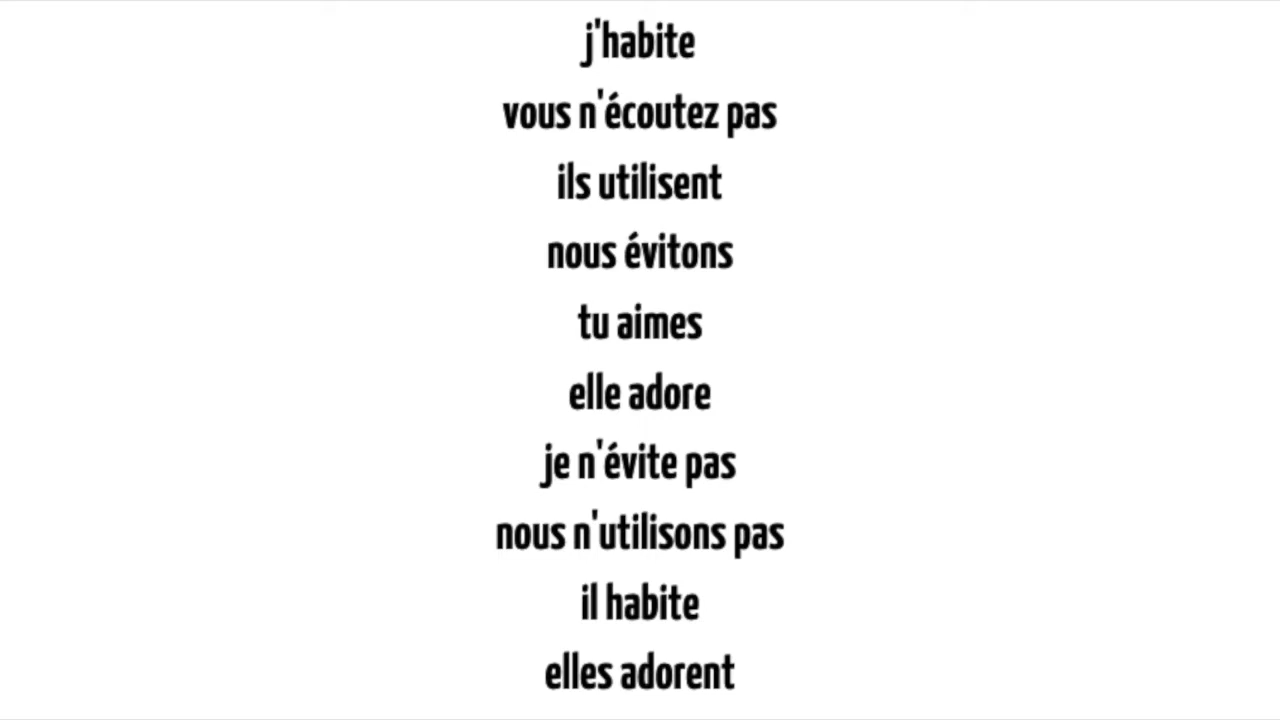 j'habite
vous n'écoutez pas
ils utilisent
nous évitons
tu aimes
elle adore
je n'évite pas
nous n'utilisons pas
il habite
elles adorent